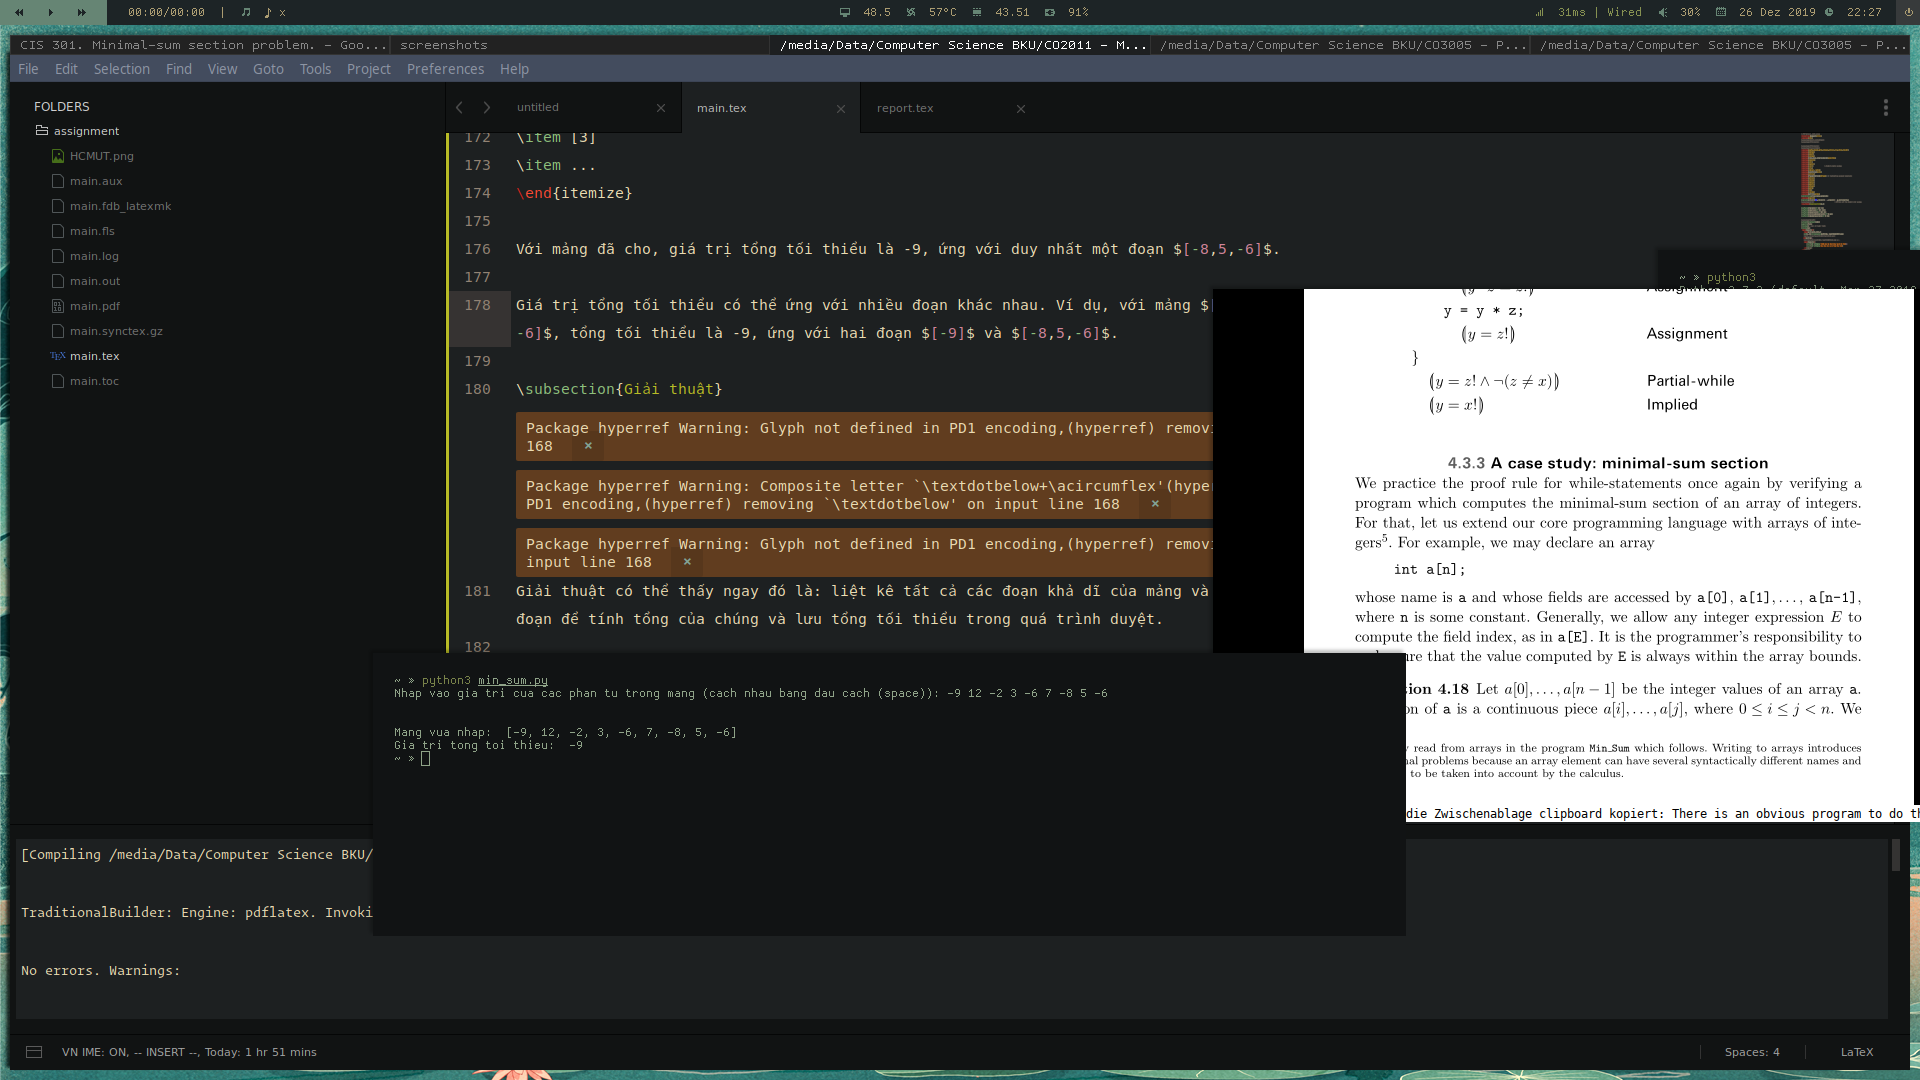 00:00/00:00 | ♪ x
48.5 57°C 43.51 91%
31ms | Wired 30% 26 Dez 2019 22:27
CIS 301. Minimal-sum section problem. - Goo...
screenshots
/media/Data/Computer Science BKU/CO2011 - M...
/media/Data/Computer Science BKU/CO3005 - P...
/media/Data/Computer Science BKU/CO3005 - P...
File Edit Selection Find View Goto Tools Project Preferences Help
FOLDERS
assignment
HCMUT.png
main.aux
main.fdb_latexmk
main.fls
main.log
main.out
main.pdf
main.synctex.gz
TEX main.tex
main.toc
untitled ×
main.tex ×
report.tex ×
172 \item [3]
173 \item ...
174 \end{itemize}
175
176 Với mảng đã cho, giá trị tổng tối thiểu là -9, ứng với duy nhất một đoạn $[-8,5,-6]$.
177
178 Giá trị tổng tối thiểu có thể ứng với nhiều đoạn khác nhau. Ví dụ, với mảng $[
-6]$, tổng tối thiểu là -9, ứng với hai đoạn $[-9]$ và $[-8,5,-6]$.
179
180 \subsection{Giải thuật}
Package hyperref Warning: Glyph not defined in PD1 encoding,(hyperref) removi
168 ×
Package hyperref Warning: Composite letter `\textdotbelow+\acircumflex'(hype
PD1 encoding,(hyperref) removing `\textdotbelow' on input line 168 ×
Package hyperref Warning: Glyph not defined in PD1 encoding,(hyperref) removi
input line 168 ×
181 Giải thuật có thể thấy ngay đó là: liệt kê tất cả các đoạn khả dĩ của mảng và
đoạn để tính tổng của chúng và lưu tổng tối thiểu trong quá trình duyệt.
182
~ » python3
y = y * z;
⦇y = z!⦈ Assignment
}
⦇y = z! ∧ ¬(z ≠ x)⦈ Partial-while
⦇y = x!⦈ Implied
4.3.3 A case study: minimal-sum section
We practice the proof rule for while-statements once again by verifying a
program which computes the minimal-sum section of an array of integers.
For that, let us extend our core programming language with arrays of inte-
gers⁵. For example, we may declare an array
int a[n];
whose name is a and whose fields are accessed by a[0], a[1],..., a[n-1],
where n is some constant. Generally, we allow any integer expression E to
compute the field index, as in a[E]. It is the programmer's responsibility to
ure that the value computed by E is always within the array bounds.
ion 4.18 Let a[0],...,a[n − 1] be the integer values of an array a.
on of a is a continuous piece a[i],...,a[j], where 0 ≤ i ≤ j < n. We
read from arrays in the program Min_Sum which follows. Writing to arrays introduces
al problems because an array element can have several syntactically different names and
to be taken into account by the calculus.
die Zwischenablage clipboard kopiert: There is an obvious program to do th
~ » python3 min_sum.py
Nhap vao gia tri cua cac phan tu trong mang (cach nhau bang dau cach (space)): -9 12 -2 3 -6 7 -8 5 -6
Mang vua nhap: [-9, 12, -2, 3, -6, 7, -8, 5, -6]
Gia tri tong toi thieu: -9
~ »
[Compiling /media/Data/Computer Science BKU/
TraditionalBuilder: Engine: pdflatex. Invoki
No errors. Warnings:
VN IME: ON, -- INSERT --, Today: 1 hr 51 mins
Spaces: 4
LaTeX